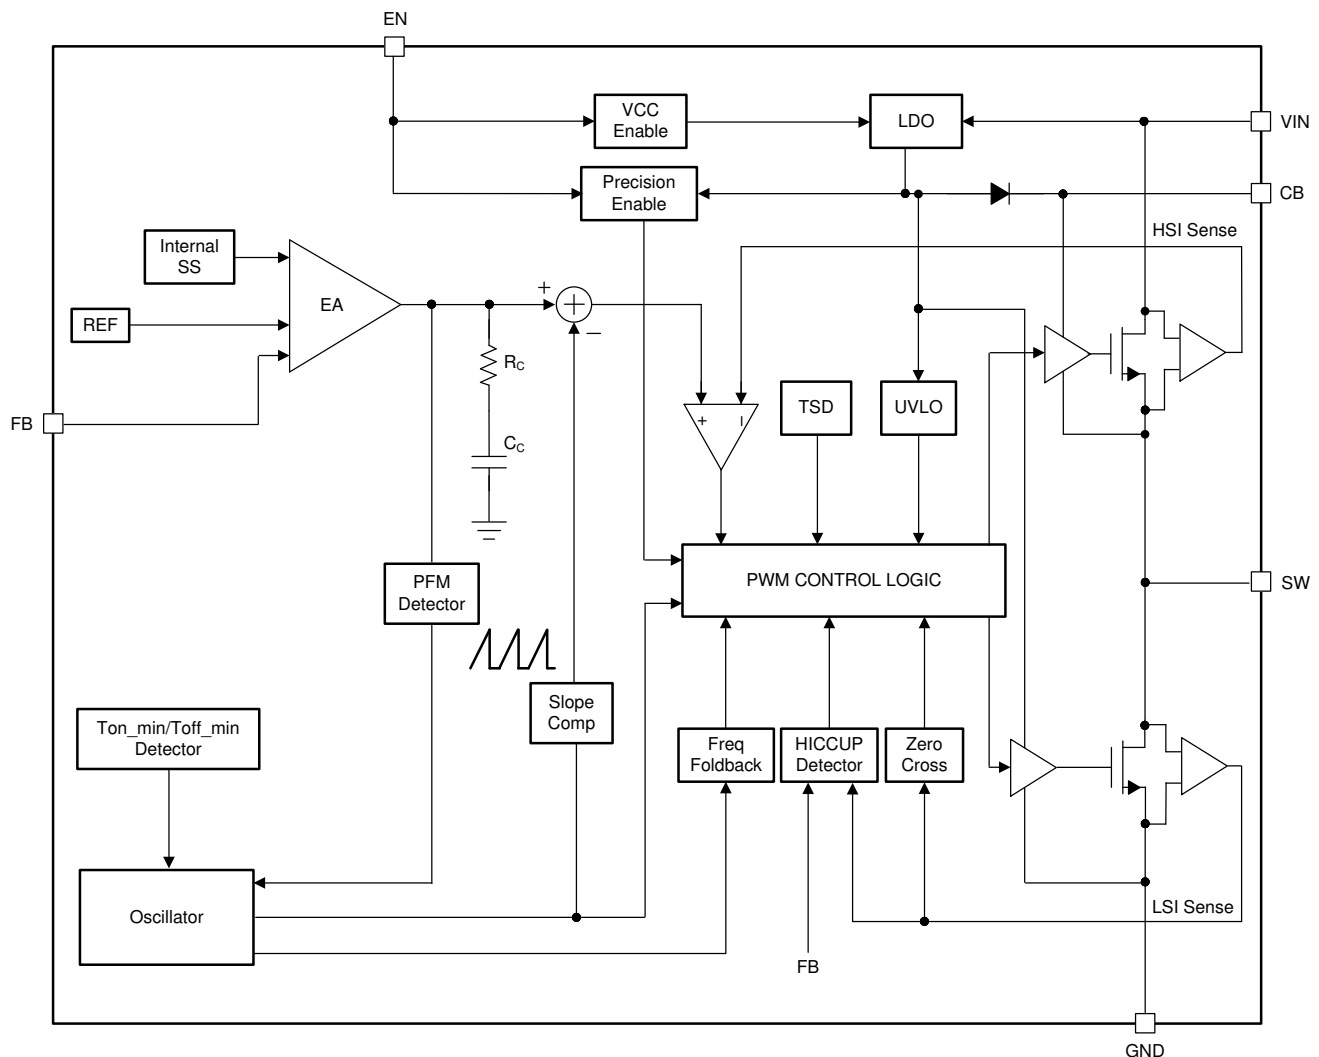 EN
VCC
Enable
LDO
VIN
Precision
Enable
CB
HSI Sense
Internal
SS
EA
+
+
−
REF
RC
FB
TSD
UVLO
+
−
CC
PWM CONTROL LOGIC
SW
PFM
Detector
Slope
Comp
Ton_min/Toff_min
Detector
Freq
Foldback
HICCUP
Detector
Zero
Cross
Oscillator
LSI Sense
FB
GND